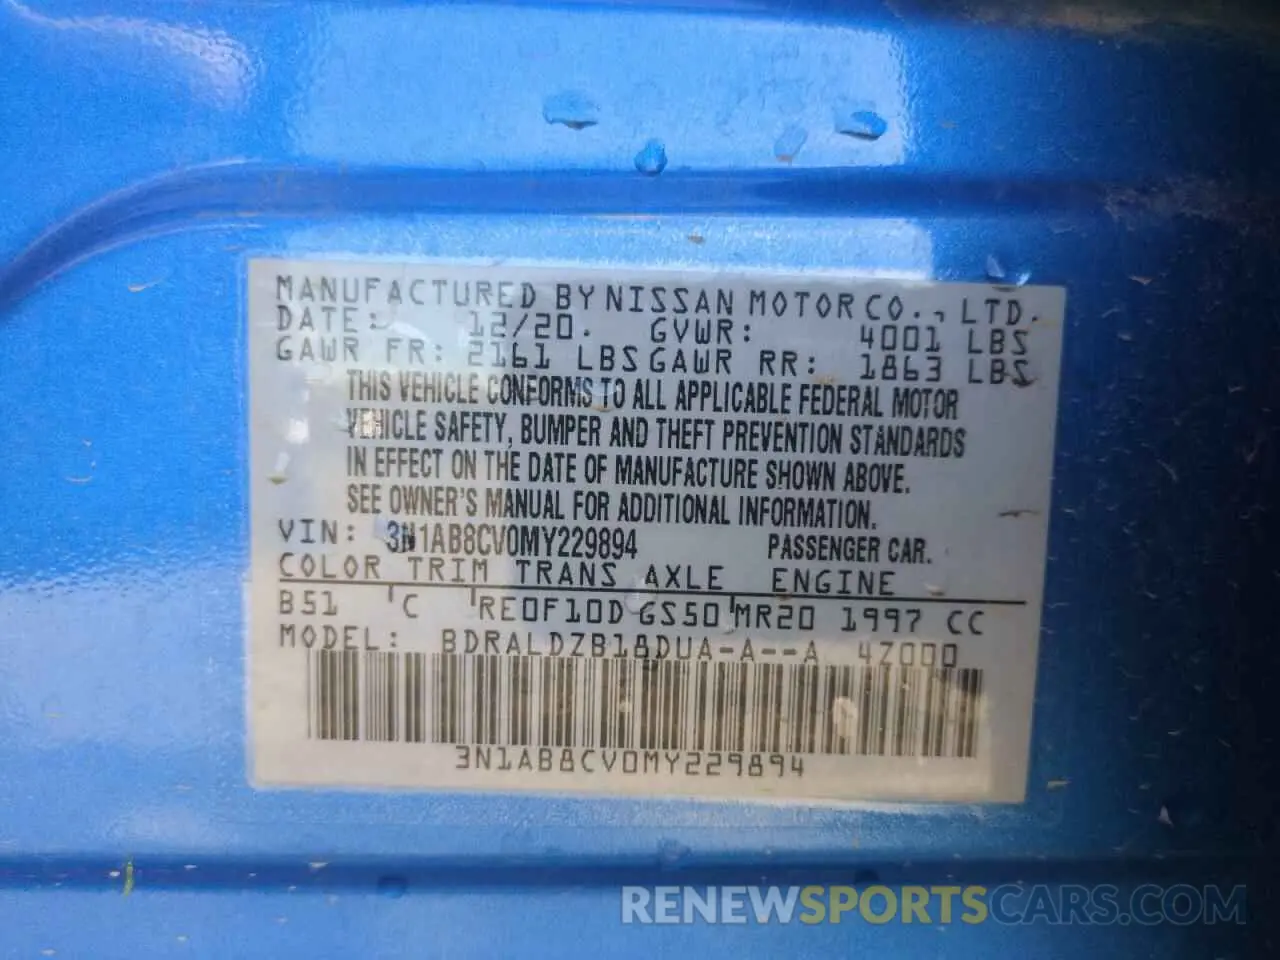 MANUFACTURED BY NISSAN MOTOR CO., LTD.
DATE: 12/20. GVWR: 4001 LBS
GAWR FR: 2161 LBS GAWR RR: 1863 LBS
THIS VEHICLE CONFORMS TO ALL APPLICABLE FEDERAL MOTOR
VEHICLE SAFETY, BUMPER AND THEFT PREVENTION STANDARDS
IN EFFECT ON THE DATE OF MANUFACTURE SHOWN ABOVE.
SEE OWNER'S MANUAL FOR ADDITIONAL INFORMATION.
VIN: 3N1AB8CV0MY229894 PASSENGER CAR.
COLOR TRIM TRANS AXLE ENGINE
B51 'C 'RE0F10D GS50'MR20 1997 CC
MODEL: BDRALDZB18DUA-A--A 4Z000
3N1AB8CV0MY229894
RENEWSPORTSCARS.COM